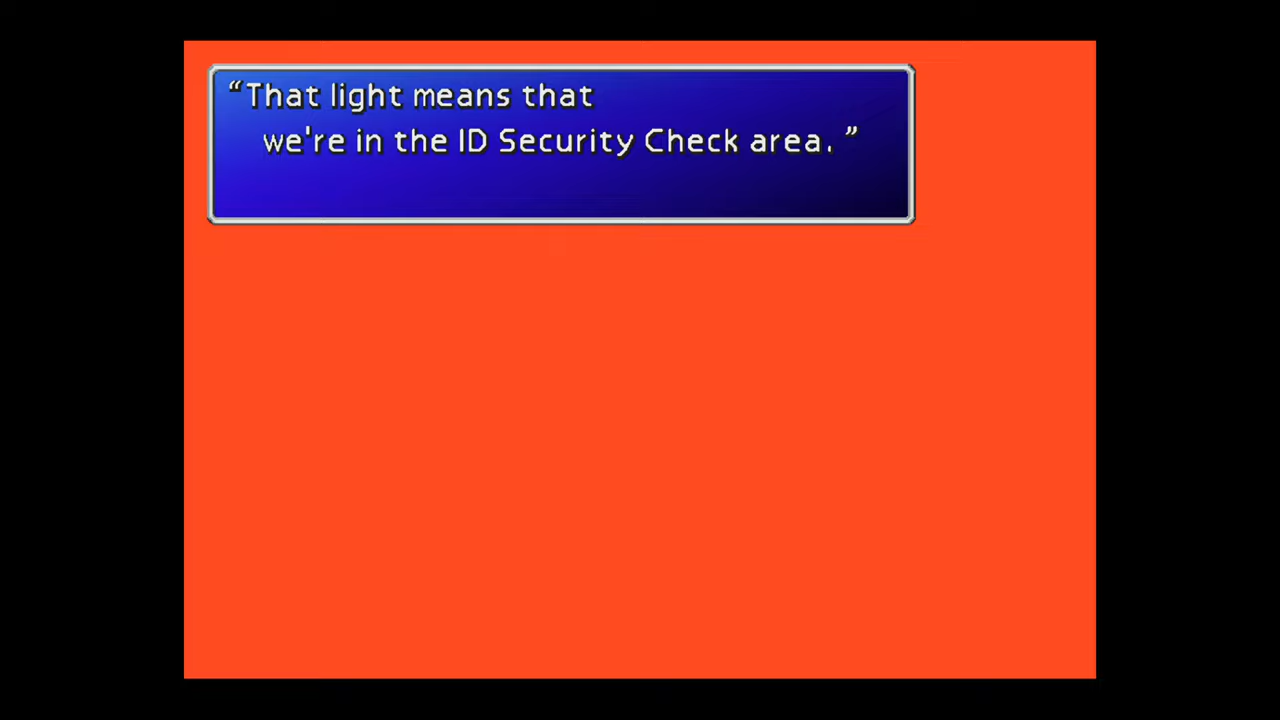 “That light means that
we're in the ID Security Check area.”